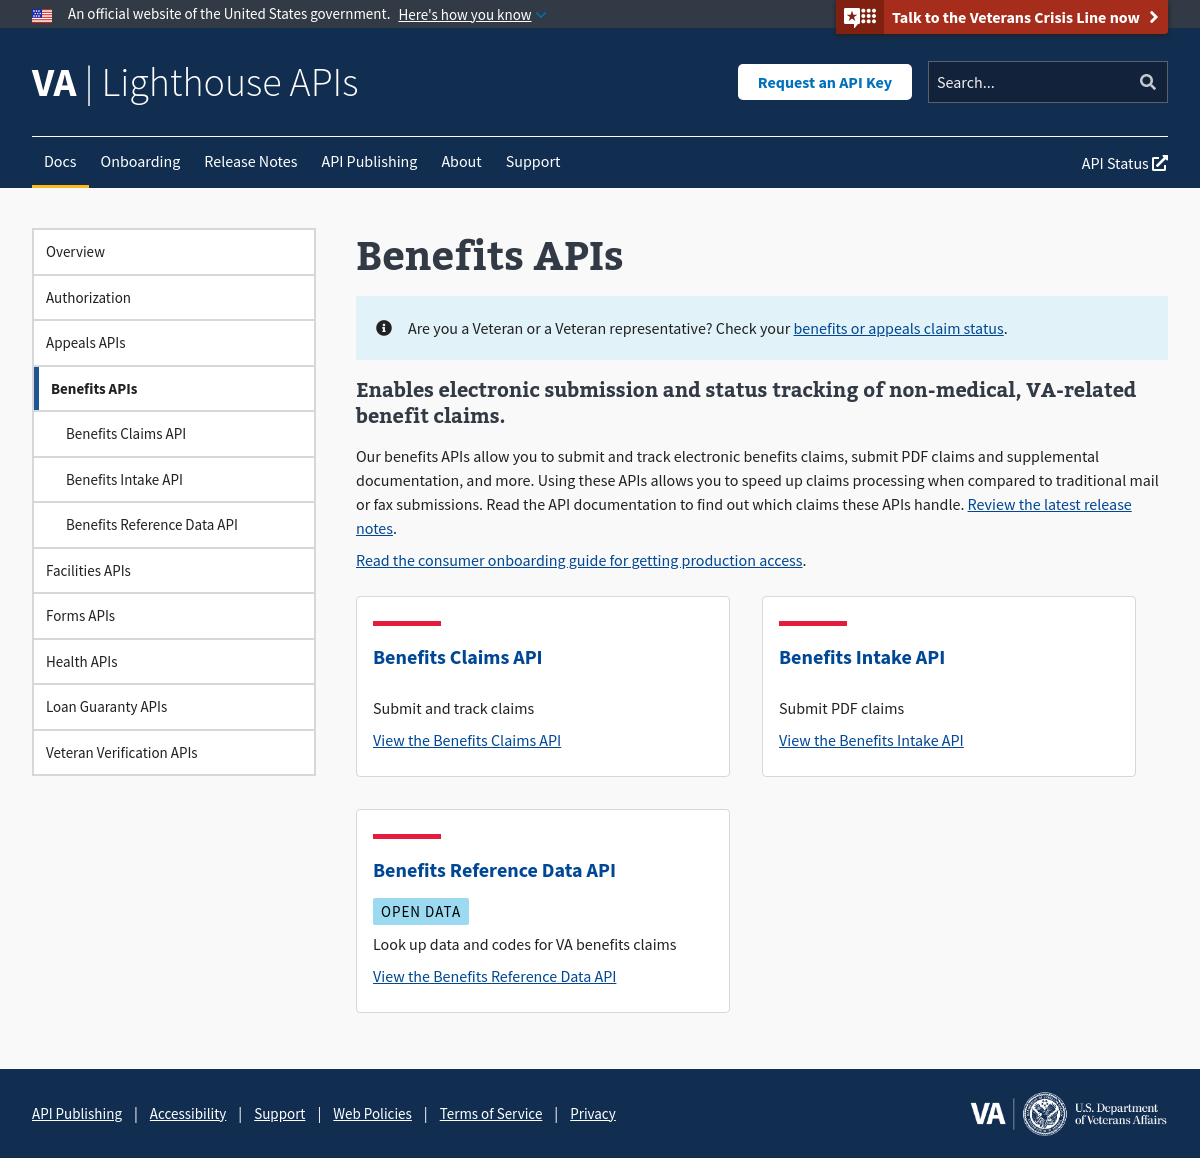 An official website of the United States government. Here's how you know
Talk to the Veterans Crisis Line now
VA | Lighthouse APIs
Request an API Key
Search...
Docs
Onboarding
Release Notes
API Publishing
About
Support
API Status
Overview
Authorization
Appeals APIs
Benefits APIs
Benefits Claims API
Benefits Intake API
Benefits Reference Data API
Facilities APIs
Forms APIs
Health APIs
Loan Guaranty APIs
Veteran Verification APIs
Benefits APIs
Are you a Veteran or a Veteran representative? Check your benefits or appeals claim status.
Enables electronic submission and status tracking of non-medical, VA-related
benefit claims.
Our benefits APIs allow you to submit and track electronic benefits claims, submit PDF claims and supplemental
documentation, and more. Using these APIs allows you to speed up claims processing when compared to traditional mail
or fax submissions. Read the API documentation to find out which claims these APIs handle. Review the latest release
notes.
Read the consumer onboarding guide for getting production access.
Benefits Claims API
Submit and track claims
View the Benefits Claims API
Benefits Intake API
Submit PDF claims
View the Benefits Intake API
Benefits Reference Data API
OPEN DATA
Look up data and codes for VA benefits claims
View the Benefits Reference Data API
API Publishing | Accessibility | Support | Web Policies | Terms of Service | Privacy
VA
U.S. Department
of Veterans Affairs